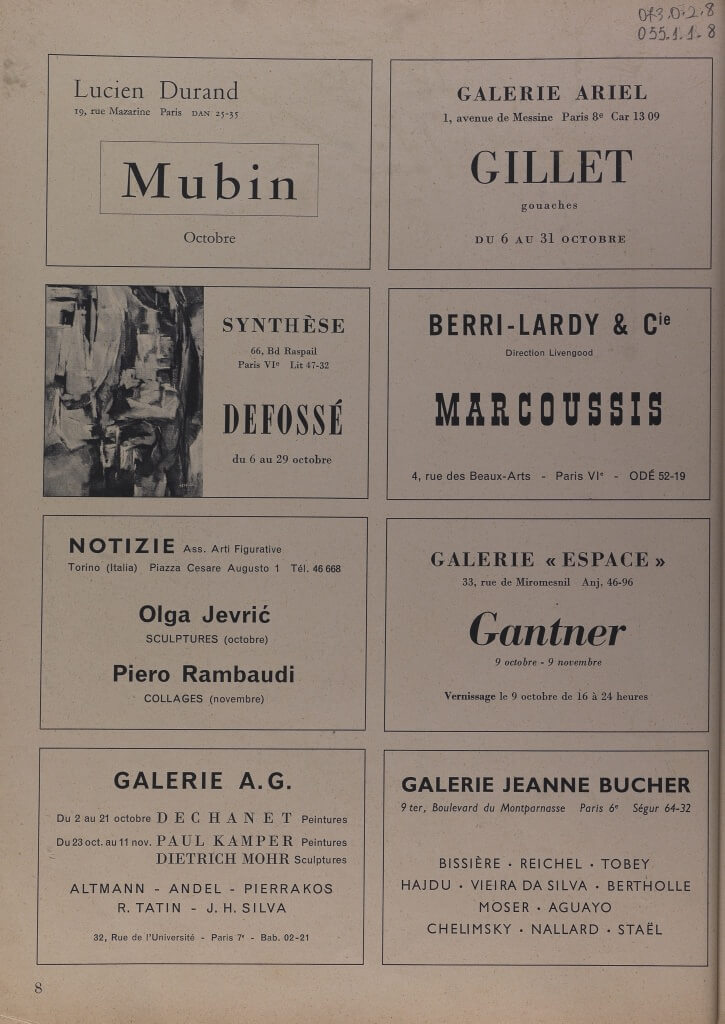 073.0.2.8
055.1.1.8
Lucien Durand
19, rue Mazarine Paris DAN 25-35
Mubin
Octobre
GALERIE ARIEL
1, avenue de Messine Paris 8e Car 13 09
GILLET
gouaches
DU 6 AU 31 OCTOBRE
SYNTHÈSE
66, Bd Raspail
Paris VIe Lit 47-32
DEFOSSÉ
du 6 au 29 octobre
BERRI-LARDY & Cie
Direction Livengood
MARCOUSSIS
4, rue des Beaux-Arts - Paris VIe - ODÉ 52-19
NOTIZIE Ass. Arti Figurative
Torino (Italia) Piazza Cesare Augusto 1 Tél. 46 668
Olga Jevrić
SCULPTURES (octobre)
Piero Rambaudi
COLLAGES (novembre)
GALERIE « ESPACE »
33, rue de Miromesnil Anj. 46-96
Gantner
9 octobre - 9 novembre
Vernissage le 9 octobre de 16 à 24 heures
GALERIE A.G.
Du 2 au 21 octobre DECHANET Peintures
Du 23 oct. au 11 nov. PAUL KAMPER Peintures
DIETRICH MOHR Sculptures
ALTMANN - ANDEL - PIERRAKOS
R. TATIN - J. H. SILVA
32, Rue de l'Université - Paris 7e - Bab. 02-21
GALERIE JEANNE BUCHER
9 ter, Boulevard du Montparnasse Paris 6e Ségur 64-32
BISSIÈRE · REICHEL · TOBEY
HAJDU · VIEIRA DA SILVA · BERTHOLLE
MOSER · AGUAYO
CHELIMSKY · NALLARD · STAËL
8